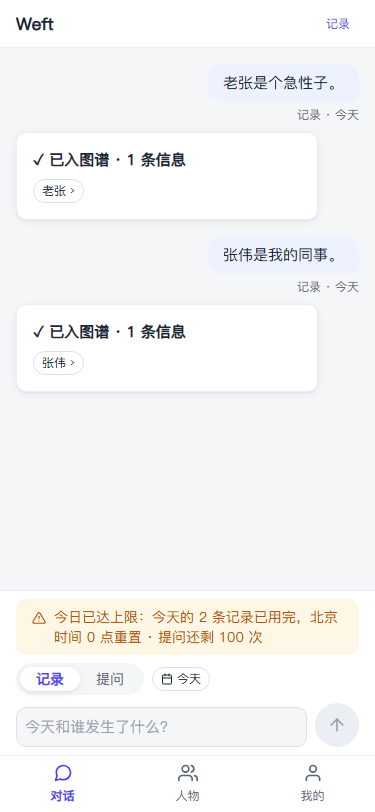 Weft
记录
老张是个急性子。
记录 · 今天
✓ 已入图谱 · 1 条信息
老张 ›
张伟是我的同事。
记录 · 今天
✓ 已入图谱 · 1 条信息
张伟 ›
今日已达上限：今天的 2 条记录已用完，北京
时间 0 点重置 · 提问还剩 100 次
记录 提问 今天
今天和谁发生了什么？
对话 人物 我的